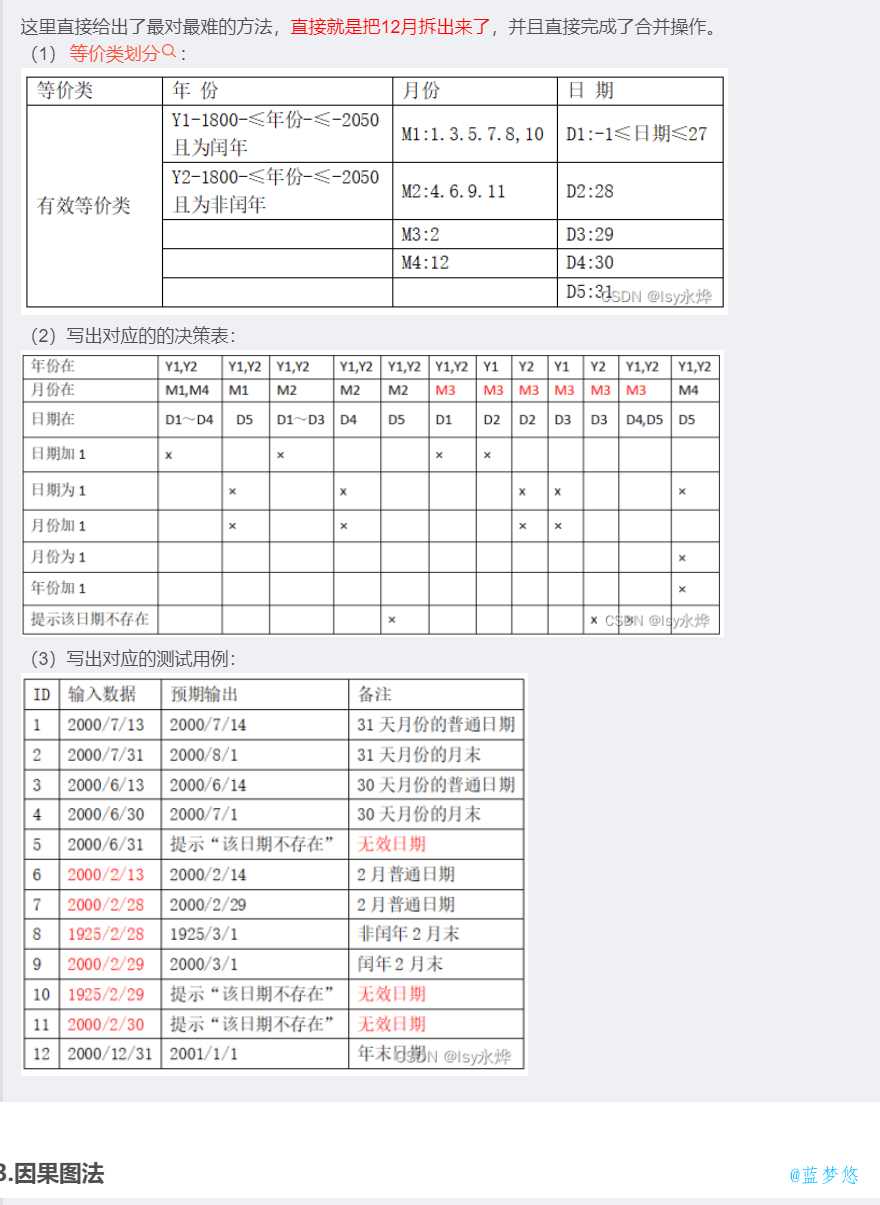 这里直接给出了最对最难的方法，直接就是把12月拆出来了，并且直接完成了合并操作。
（1）等价类划分：
等价类 年 份 月份 日 期
有效等价类 Y1-1800-≤年份-≤-2050且为闰年 M1:1.3.5.7.8,10 D1:-1≤日期≤27
Y2-1800-≤年份-≤-2050且为非闰年 M2:4.6.9.11 D2:28
M3:2 D3:29
M4:12 D4:30
D5:31
CSDN @lsy永烨
（2）写出对应的的决策表：
年份在 Y1,Y2 Y1,Y2 Y1,Y2 Y1,Y2 Y1,Y2 Y1,Y2 Y1 Y2 Y1 Y2 Y1,Y2 Y1,Y2
月份在 M1,M4 M1 M2 M2 M2 M3 M3 M3 M3 M3 M3 M4
日期在 D1～D4 D5 D1～D3 D4 D5 D1 D2 D2 D3 D3 D4,D5 D5
日期加 1 x x x x
日期为 1 x x x x x
月份加 1 x x x x
月份为 1 x
年份加 1 x
提示该日期不存在 x x x
CSDN @lsy永烨
（3）写出对应的测试用例：
ID 输入数据 预期输出 备注
1 2000/7/13 2000/7/14 31 天月份的普通日期
2 2000/7/31 2000/8/1 31 天月份的月末
3 2000/6/13 2000/6/14 30 天月份的普通日期
4 2000/6/30 2000/7/1 30 天月份的月末
5 2000/6/31 提示“该日期不存在” 无效日期
6 2000/2/13 2000/2/14 2 月普通日期
7 2000/2/28 2000/2/29 2 月普通日期
8 1925/2/28 1925/3/1 非闰年 2 月末
9 2000/2/29 2000/3/1 闰年 2 月末
10 1925/2/29 提示“该日期不存在” 无效日期
11 2000/2/30 提示“该日期不存在” 无效日期
12 2000/12/31 2001/1/1 年末日期
CSDN @lsy永烨
3.因果图法
@蓝梦悠